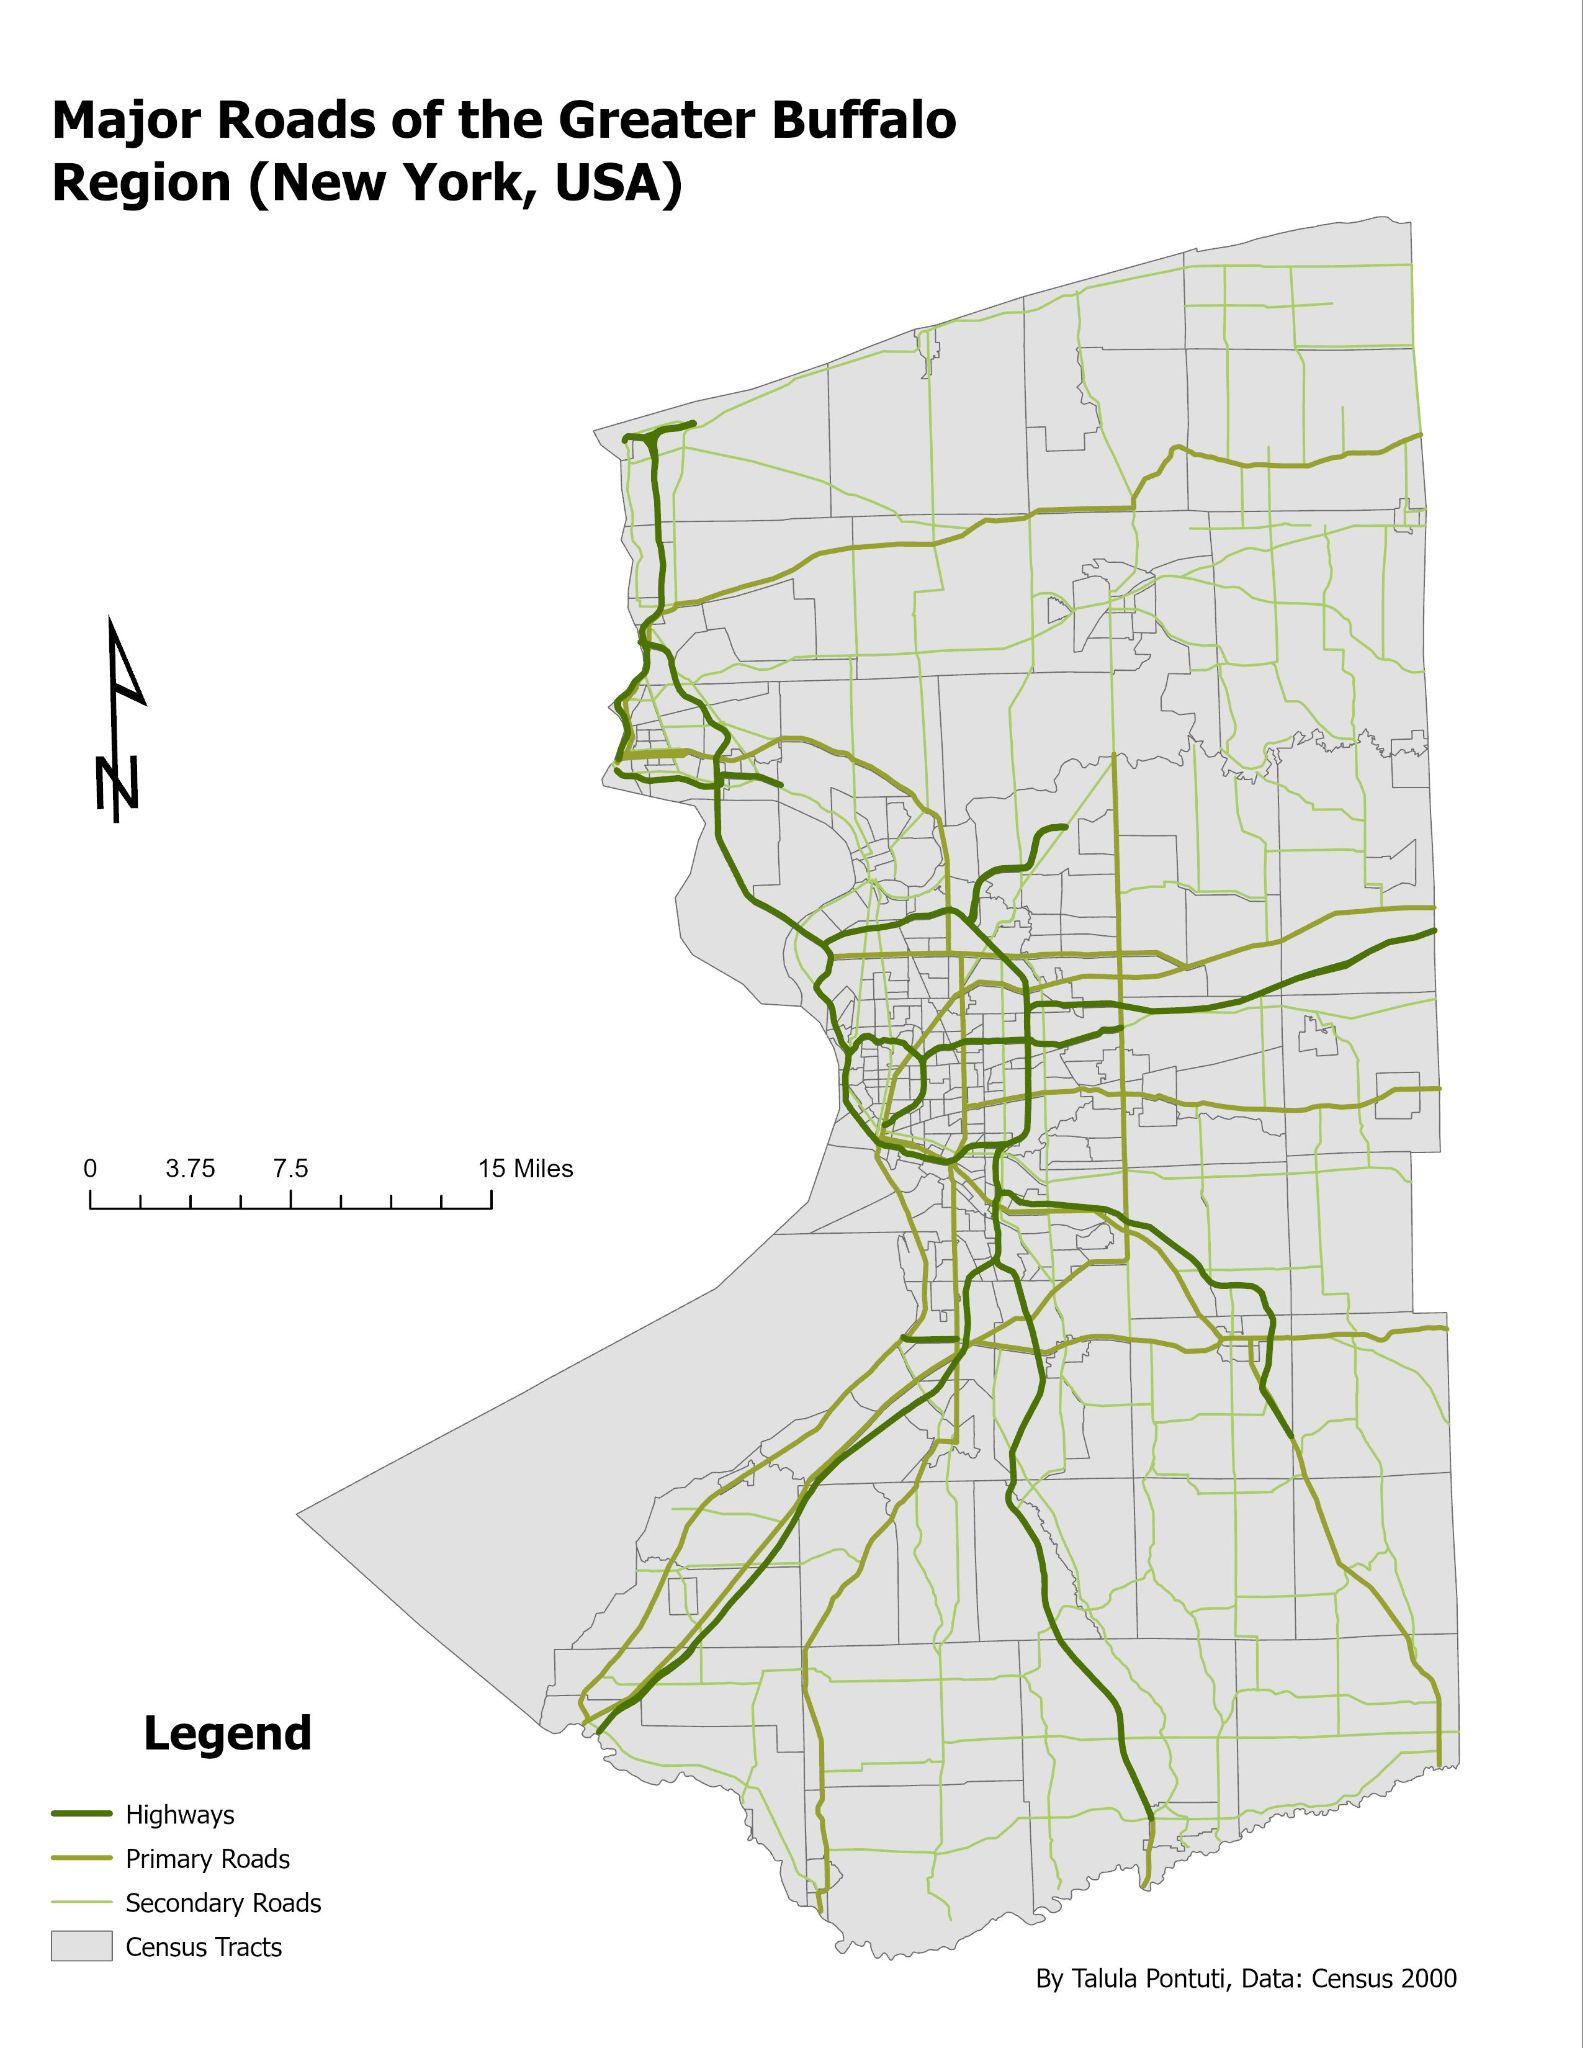 Major Roads of the Greater Buffalo
Region (New York, USA)
N
0 3.75 7.5 15 Miles
Legend
Highways
Primary Roads
Secondary Roads
Census Tracts
By Talula Pontuti, Data: Census 2000